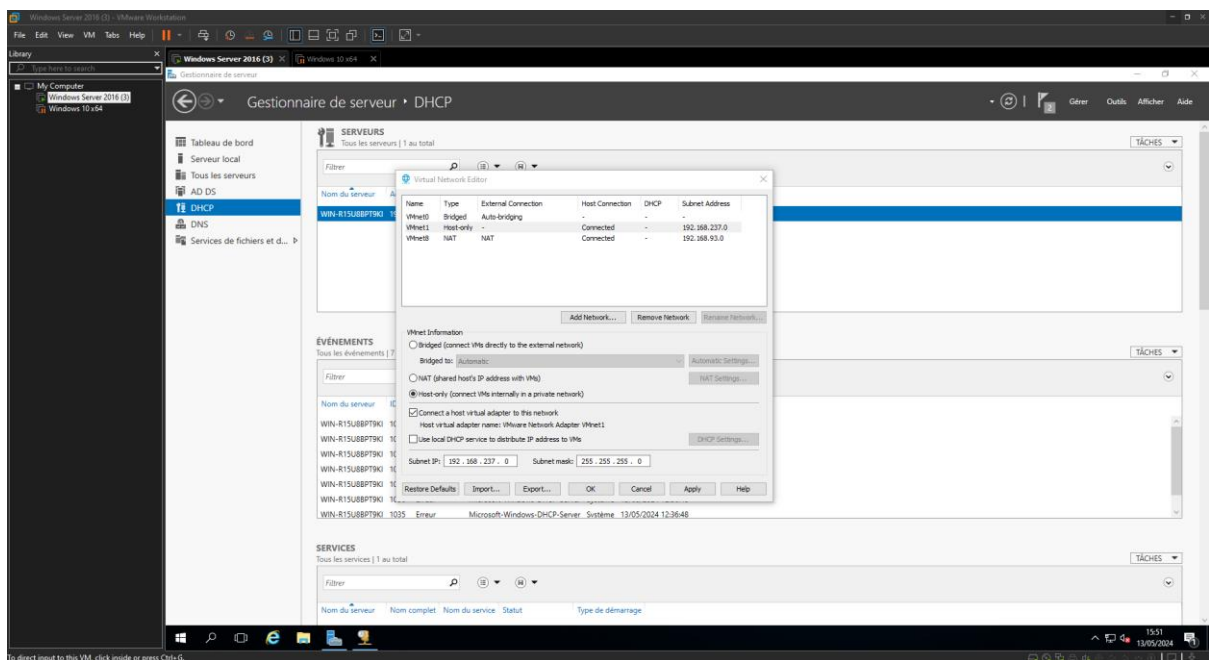 Windows Server 2016 (3) - VMware Workstation
File Edit View VM Tabs Help
Library
Type here to search
My Computer
Windows Server 2016 (3)
Windows 10 x64
Windows Server 2016 (3) Windows 10 x64
Gestionnaire de serveur
Gestionnaire de serveur • DHCP
2 Gérer Outils Afficher Aide
Tableau de bord
Serveur local
Tous les serveurs
AD DS
DHCP
DNS
Services de fichiers et d...
SERVEURS
Tous les serveurs | 1 au total
TÂCHES
Filtrer
Nom du serveur
WIN-R15U8BPT9KI
Virtual Network Editor
Name Type External Connection Host Connection DHCP Subnet Address
VMnet0 Bridged Auto-bridging - - -
VMnet1 Host-only - Connected - 192.168.237.0
VMnet8 NAT NAT Connected - 192.168.93.0
Add Network... Remove Network Rename Network...
VMnet Information
Bridged (connect VMs directly to the external network)
Bridged to: Automatic Automatic Settings...
NAT (shared host's IP address with VMs) NAT Settings...
Host-only (connect VMs internally in a private network)
Connect a host virtual adapter to this network
Host virtual adapter name: VMware Network Adapter VMnet1
Use local DHCP service to distribute IP address to VMs DHCP Settings...
Subnet IP: 192 . 168 . 237 . 0 Subnet mask: 255 . 255 . 255 . 0
Restore Defaults Import... Export... OK Cancel Apply Help
ÉVÉNEMENTS
Tous les événements | 7
TÂCHES
Filtrer
Nom du serveur
WIN-R15U8BPT9KI
WIN-R15U8BPT9KI
WIN-R15U8BPT9KI
WIN-R15U8BPT9KI
WIN-R15U8BPT9KI
WIN-R15U8BPT9KI
WIN-R15U8BPT9KI 1035 Erreur Microsoft-Windows-DHCP-Server Système 13/05/2024 12:36:48
SERVICES
Tous les services | 1 au total
TÂCHES
Filtrer
Nom du serveur Nom complet Nom du service Statut Type de démarrage
15:51
13/05/2024
To direct input to this VM, click inside or press Ctrl+G.